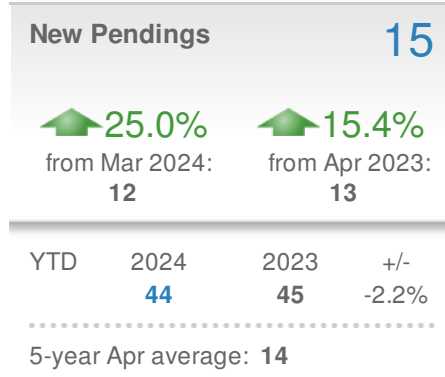 New Pendings 15
25.0% 15.4%
from Mar 2024: from Apr 2023:
12 13
YTD 2024 2023 +/-
44 45 -2.2%
5-year Apr average: 14